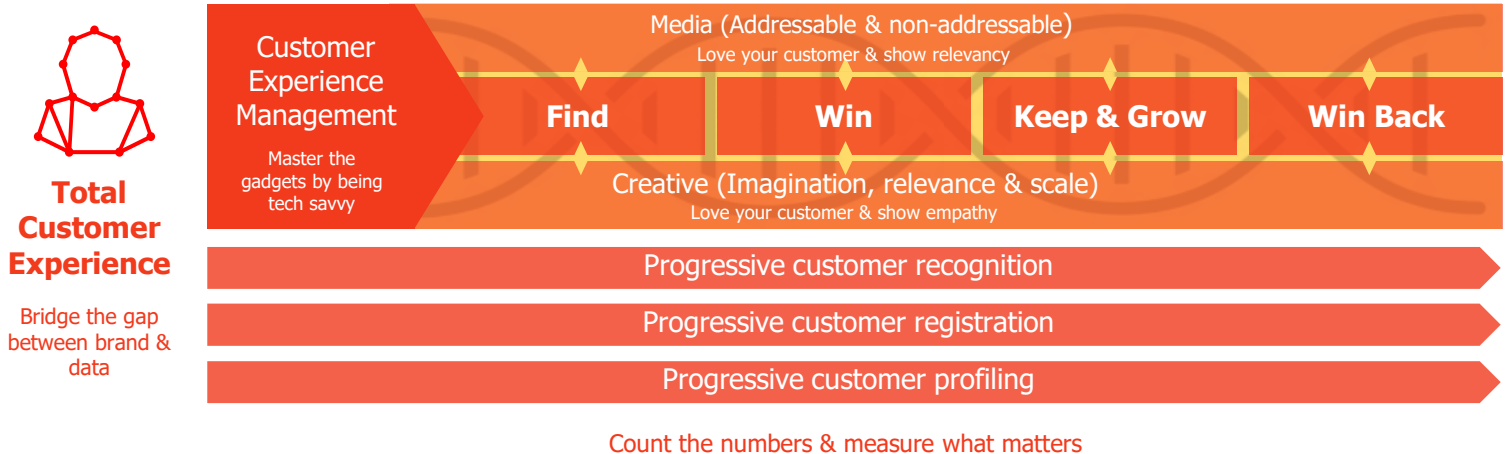 Total
Customer
Experience
Bridge the gap
between brand &
data
Customer
Experience
Management
Master the
gadgets by being
tech savvy
Media (Addressable & non-addressable)
Love your customer & show relevancy
Find
Win
Keep & Grow
Win Back
Creative (Imagination, relevance & scale)
Love your customer & show empathy
Progressive customer recognition
Progressive customer registration
Progressive customer profiling
Count the numbers & measure what matters